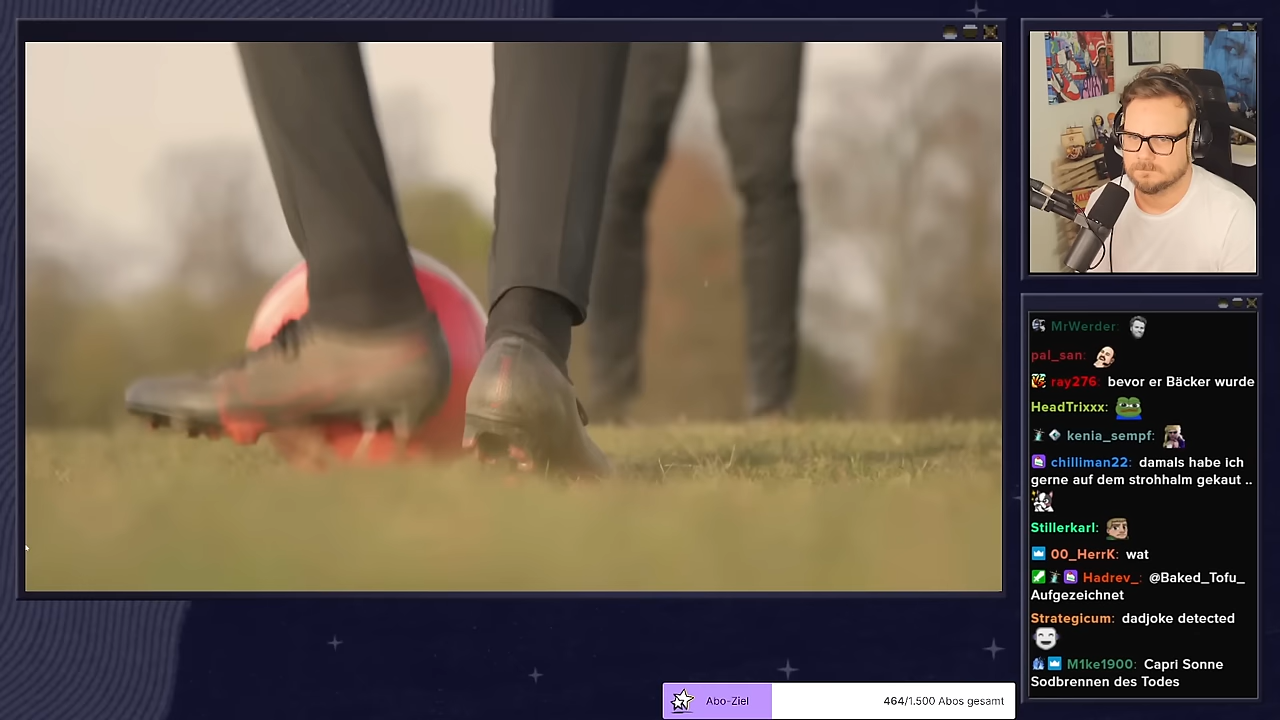 MrWerder:
pal_san:
ray276: bevor er Bäcker wurde
HeadTrixxx:
kenia_sempf:
chilliman22: damals habe ich
gerne auf dem strohhalm gekaut ..
Stillerkarl:
00_HerrK: wat
Hadrev_: @Baked_Tofu_
Aufgezeichnet
Strategicum: dadjoke detected
M1ke1900: Capri Sonne
Sodbrennen des Todes
Abo-Ziel
464/1.500 Abos gesamt